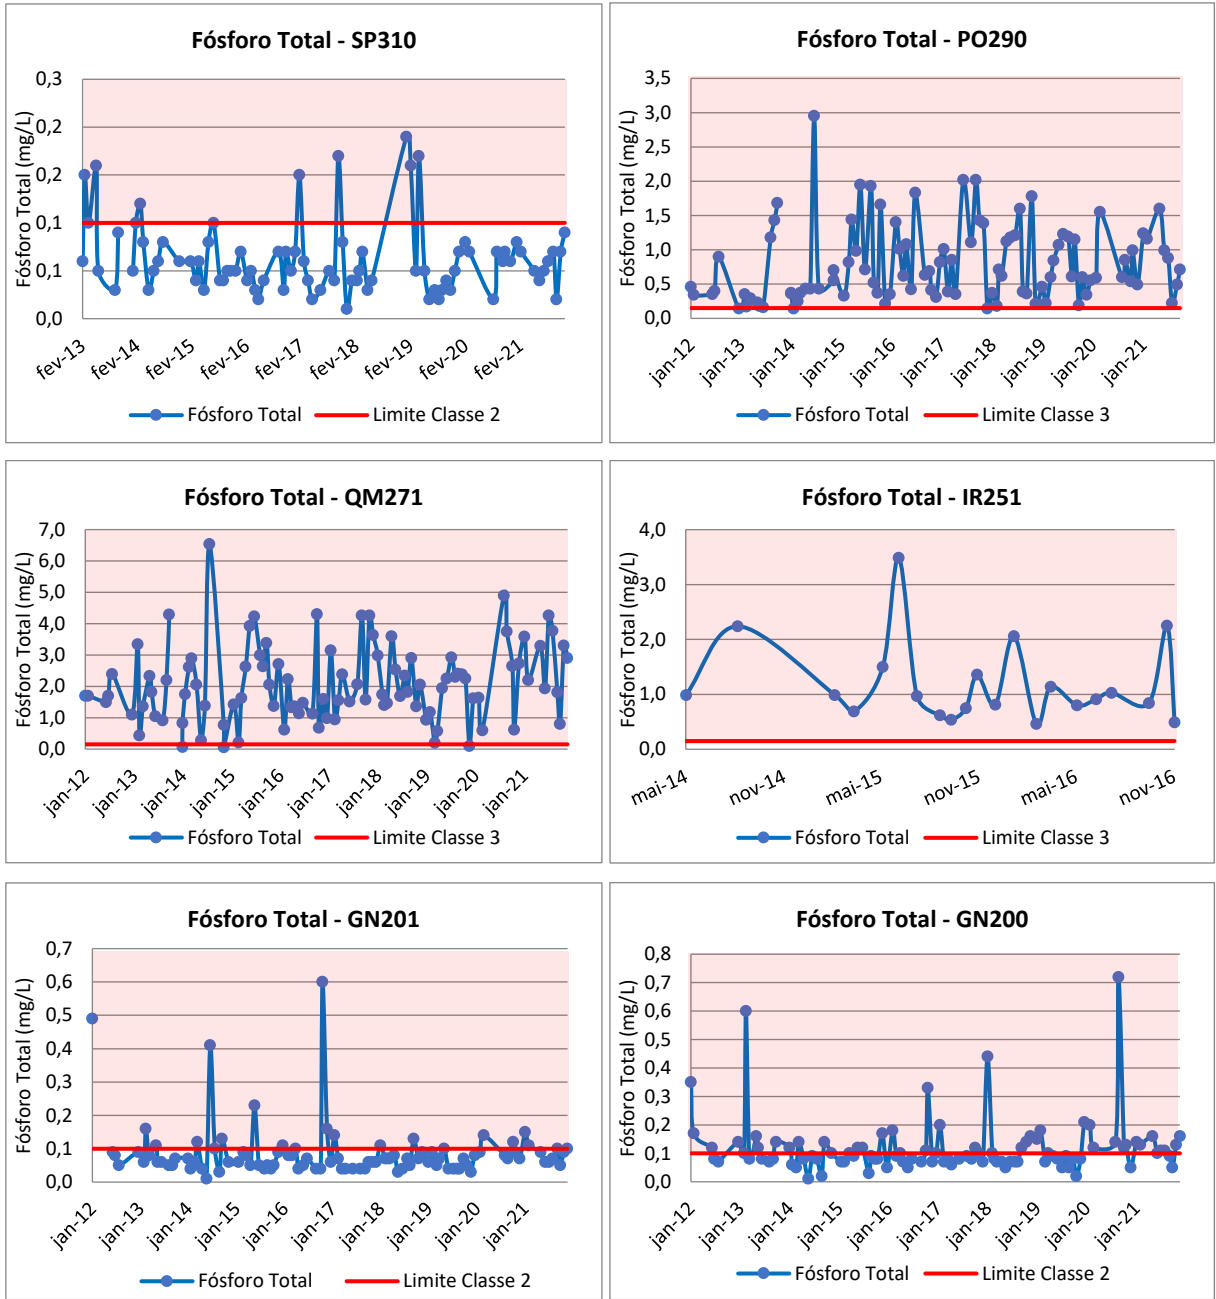 Fósforo Total - SP310
Fósforo Total (mg/L)
0,3
0,2
0,2
0,1
0,1
0,0
fev-13 fev-14 fev-15 fev-16 fev-17 fev-18 fev-19 fev-20 fev-21
Fósforo Total Limite Classe 2
Fósforo Total - PO290
Fósforo Total (mg/L)
3,5
3,0
2,5
2,0
1,5
1,0
0,5
0,0
jan-12 jan-13 jan-14 jan-15 jan-16 jan-17 jan-18 jan-19 jan-20 jan-21
Fósforo Total Limite Classe 3
Fósforo Total - QM271
Fósforo Total (mg/L)
7,0
6,0
5,0
4,0
3,0
2,0
1,0
0,0
jan-12 jan-13 jan-14 jan-15 jan-16 jan-17 jan-18 jan-19 jan-20 jan-21
Fósforo Total Limite Classe 3
Fósforo Total - IR251
Fósforo Total (mg/L)
4,0
3,0
2,0
1,0
0,0
mai-14 nov-14 mai-15 nov-15 mai-16 nov-16
Fósforo Total Limite Classe 3
Fósforo Total - GN201
Fósforo Total (mg/L)
0,7
0,6
0,5
0,4
0,3
0,2
0,1
0,0
jan-12 jan-13 jan-14 jan-15 jan-16 jan-17 jan-18 jan-19 jan-20 jan-21
Fósforo Total Limite Classe 2
Fósforo Total - GN200
Fósforo Total (mg/L)
0,8
0,7
0,6
0,5
0,4
0,3
0,2
0,1
0,0
jan-12 jan-13 jan-14 jan-15 jan-16 jan-17 jan-18 jan-19 jan-20 jan-21
Fósforo Total Limite Classe 2